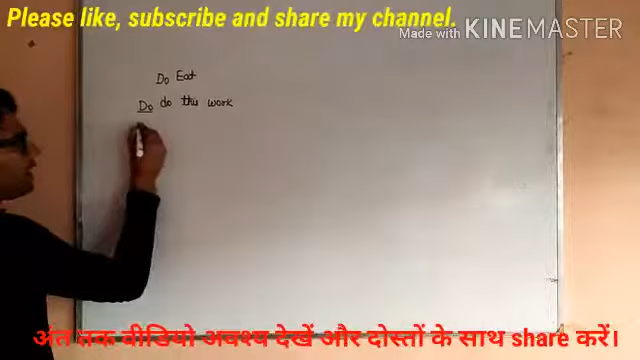 Please like, subscribe and share my channel.
Made with KINEMASTER
Do Eat
Do do this work
अंत तक वीडियो अवश्य देखें और दोस्तों के साथ share करें।